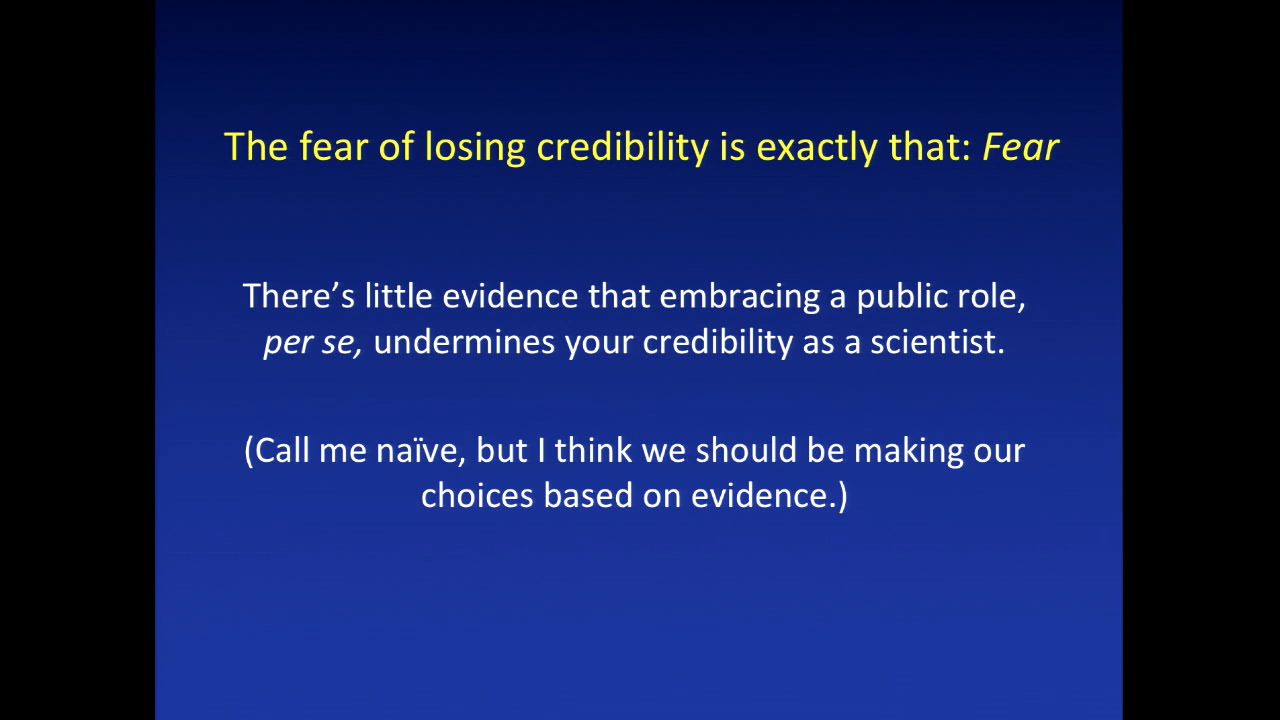 The fear of losing credibility is exactly that: Fear
There’s little evidence that embracing a public role,
per se, undermines your credibility as a scientist.
(Call me naïve, but I think we should be making our
choices based on evidence.)